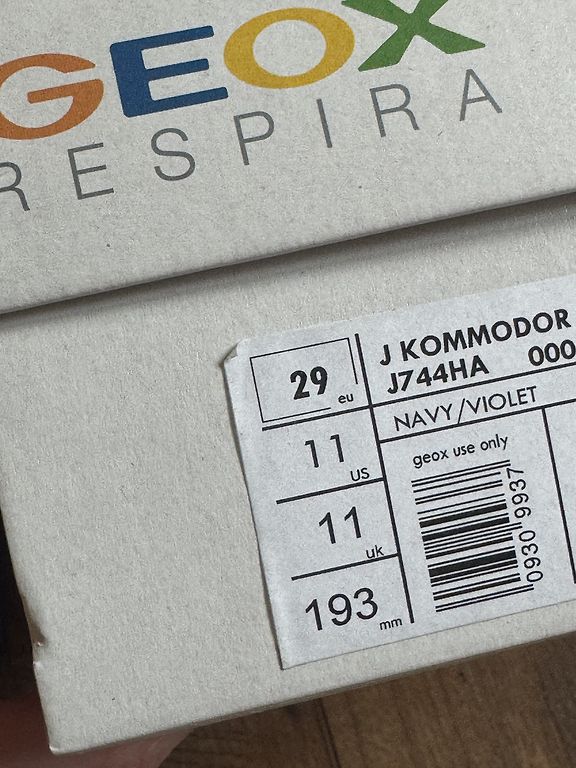 GEOX
RESPIRA
29 eu
J KOMMODOR
J744HA 000
NAVY/VIOLET
11 US
geox use only
11 uk
0930 9937
193 mm